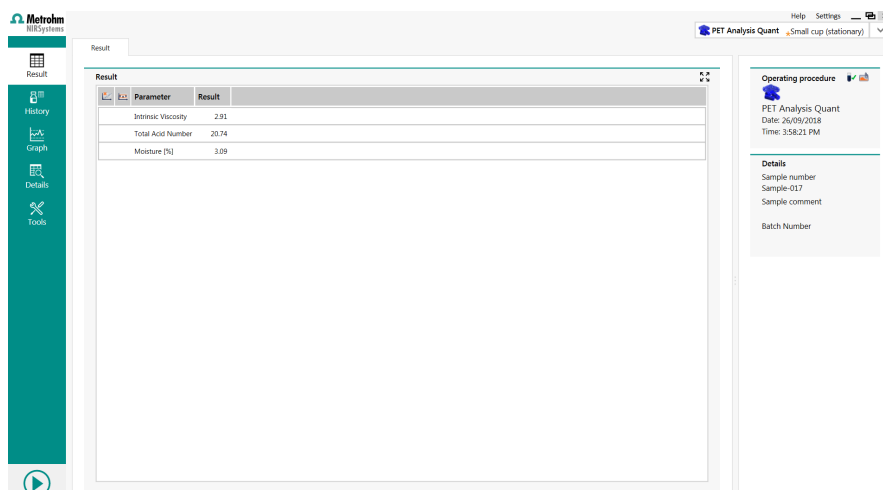 Metrohm
NIRSystems
Help Settings
PET Analysis Quant Small cup (stationary)
Result
Result
History
Graph
Details
Tools
Result
Parameter Result
Intrinsic Viscosity 2.91
Total Acid Number 20.74
Moisture [%] 3.09
Operating procedure
PET Analysis Quant
Date: 26/09/2018
Time: 3:58:21 PM
Details
Sample number
Sample-017
Sample comment
Batch Number